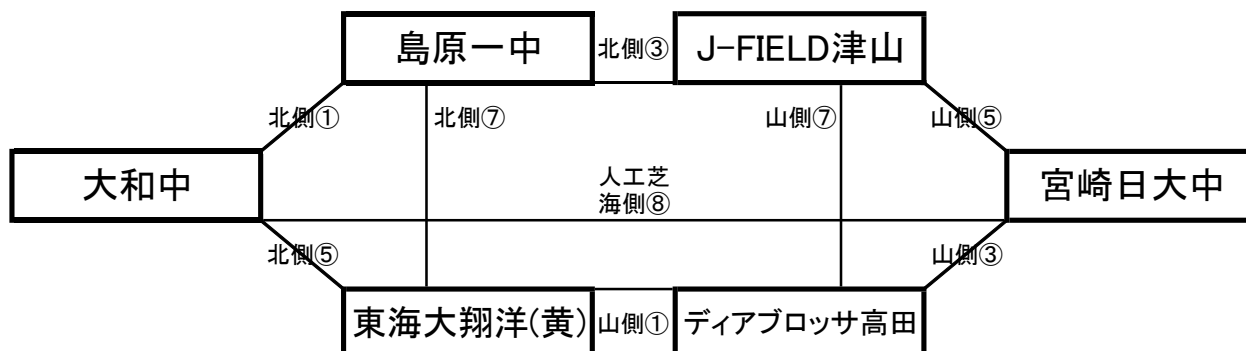 島原一中
北側③
J-FIELD津山
北側①
北側⑦
山側⑦
山側⑤
大和中
人工芝
海側⑧
宮崎日大中
北側⑤
山側③
東海大翔洋(黄)
山側①
ディアブロッサ高田